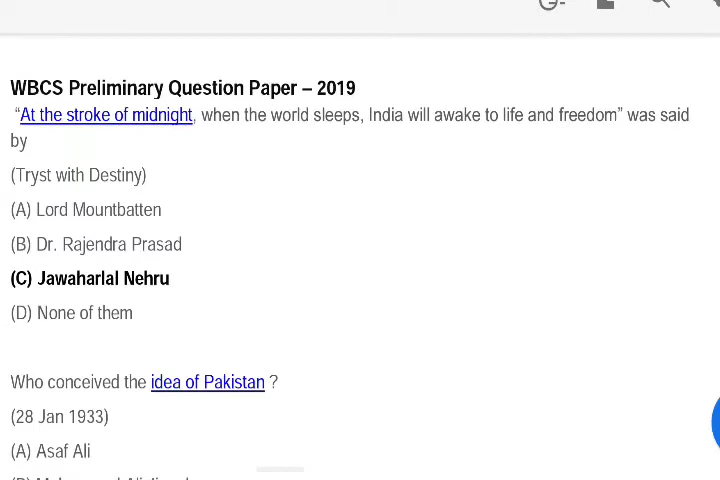 WBCS Preliminary Question Paper – 2019
“At the stroke of midnight, when the world sleeps, India will awake to life and freedom” was said
by
(Tryst with Destiny)
(A) Lord Mountbatten
(B) Dr. Rajendra Prasad
(C) Jawaharlal Nehru
(D) None of them
Who conceived the idea of Pakistan ?
(28 Jan 1933)
(A) Asaf Ali